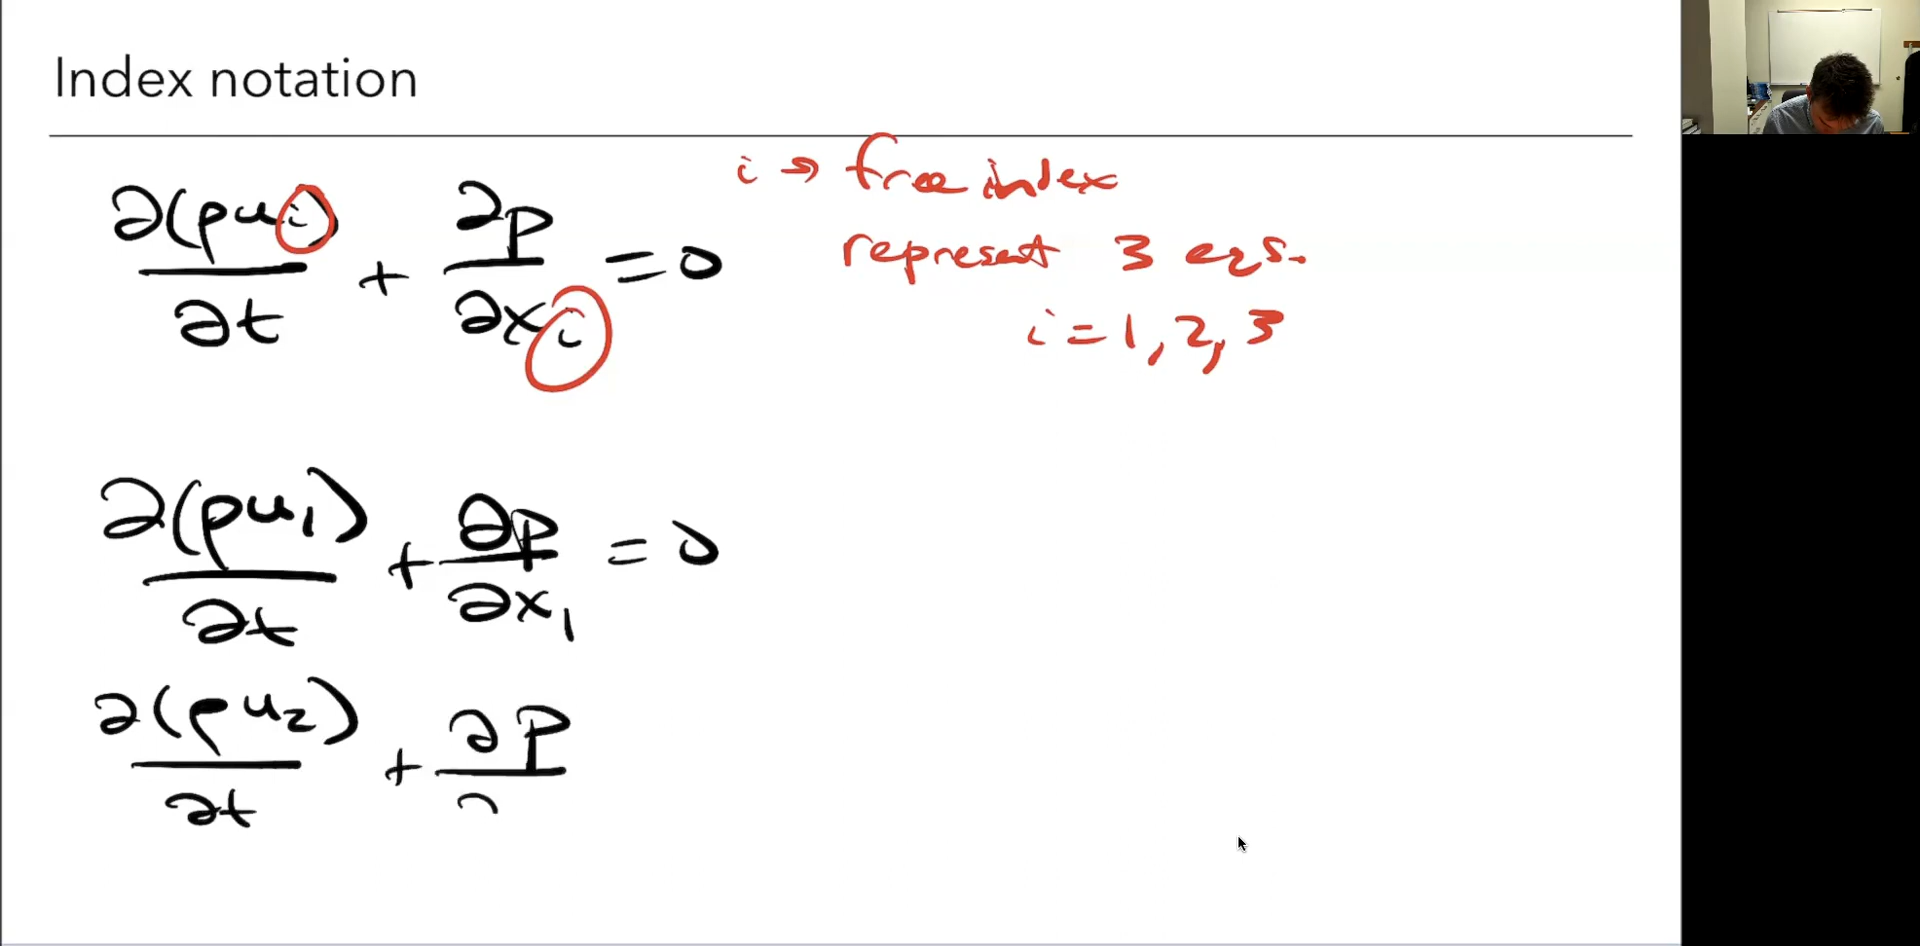 Index notation
∂(ρu_i)/∂t + ∂p/∂x_i = 0
i → free index
represent 3 eqs.
i = 1, 2, 3
∂(ρu_1)/∂t + ∂p/∂x_1 = 0
∂(ρu_2)/∂t + ∂p/∂